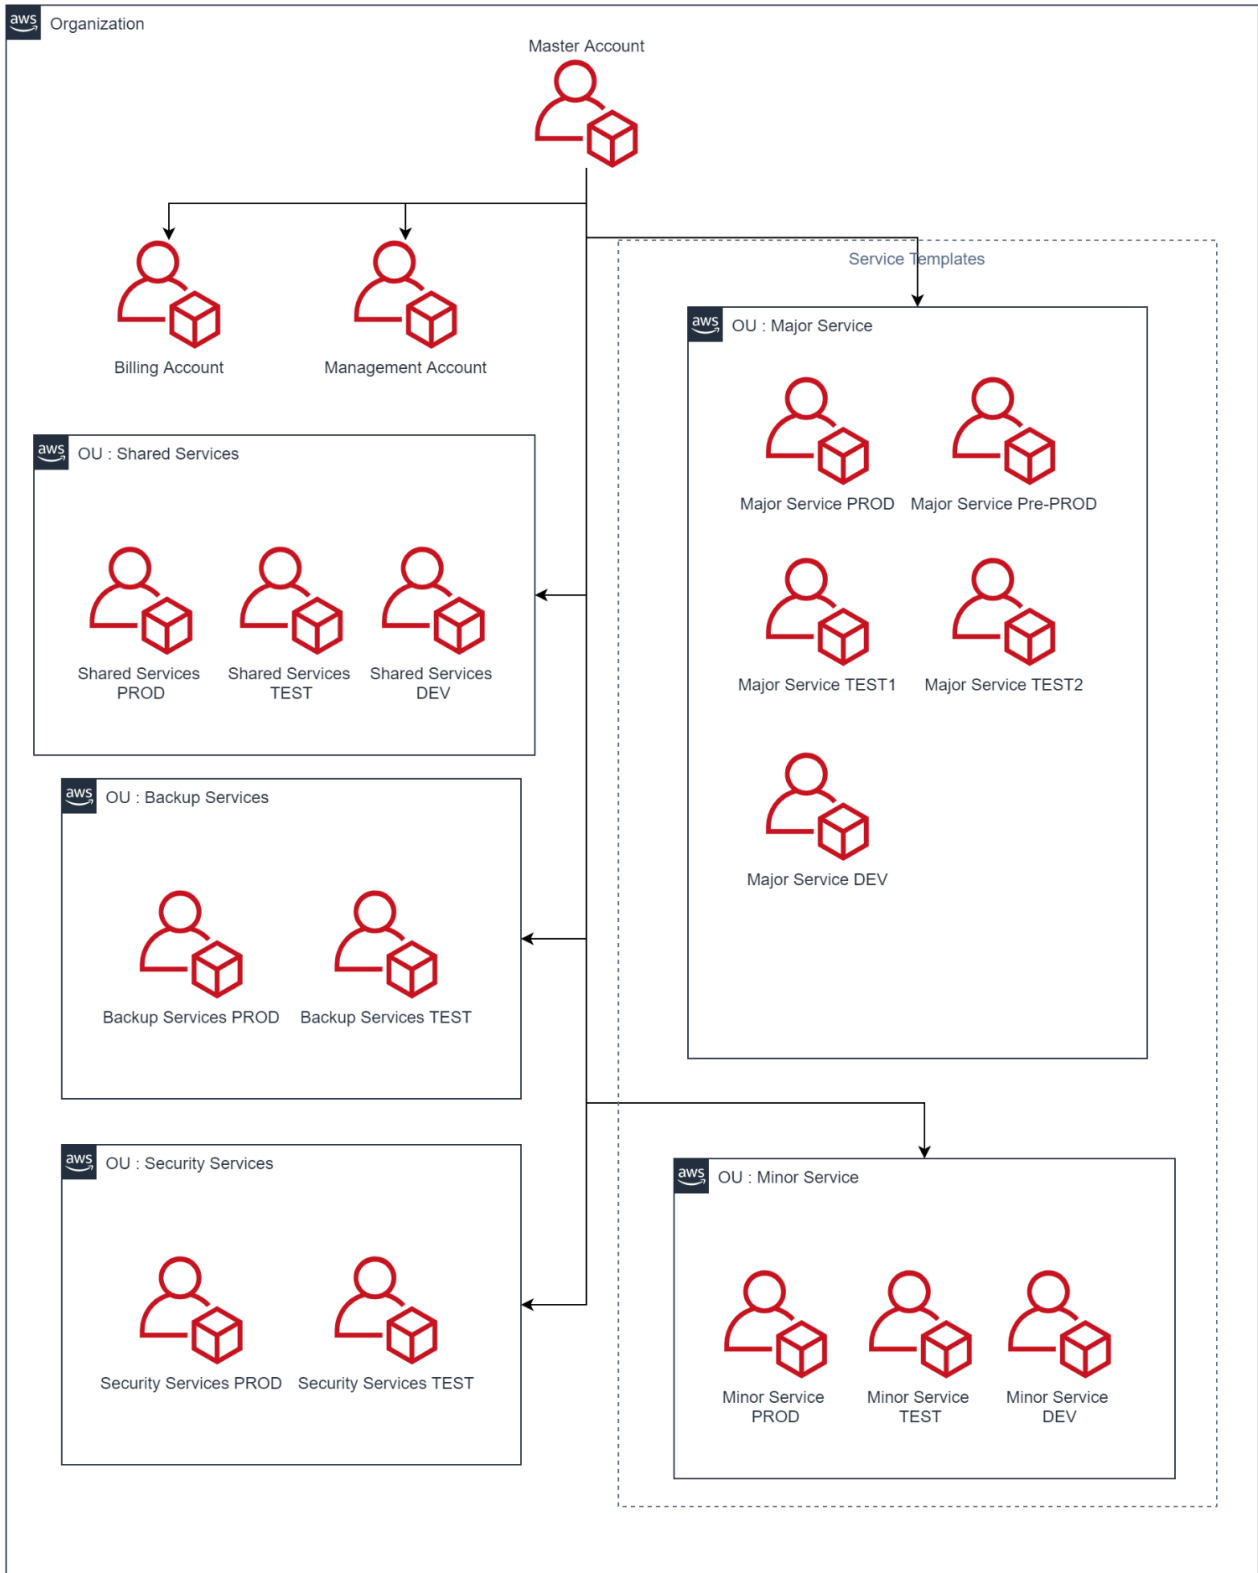 aws
Organization
Master Account
Billing Account
Management Account
Service Templates
aws
OU : Major Service
Major Service PROD
Major Service Pre-PROD
Major Service TEST1
Major Service TEST2
Major Service DEV
aws
OU : Shared Services
Shared Services
PROD
Shared Services
TEST
Shared Services
DEV
aws
OU : Backup Services
Backup Services PROD
Backup Services TEST
aws
OU : Security Services
Security Services PROD
Security Services TEST
aws
OU : Minor Service
Minor Service
PROD
Minor Service
TEST
Minor Service
DEV